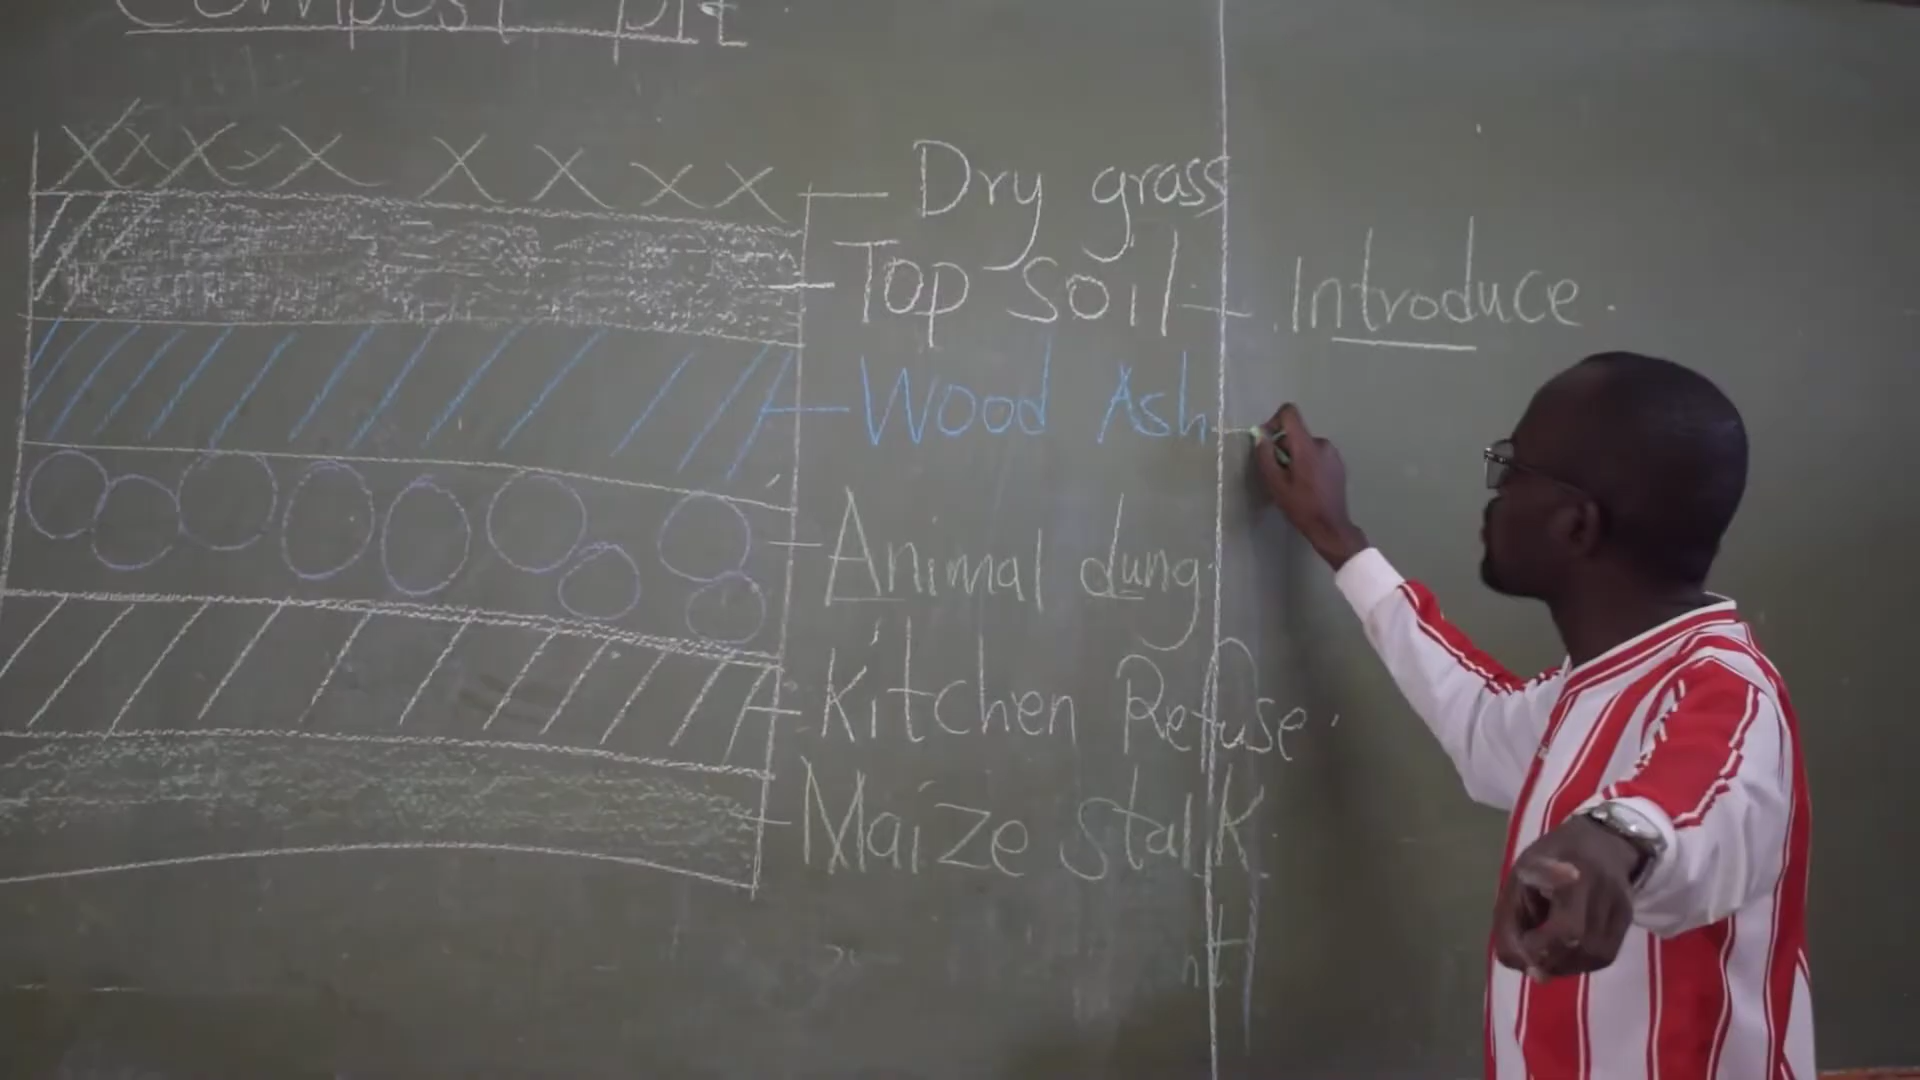 Compost pit
Dry grass
Top soil - Introduce.
Wood Ash
Animal dung
Kitchen Refuse.
Maize stalk